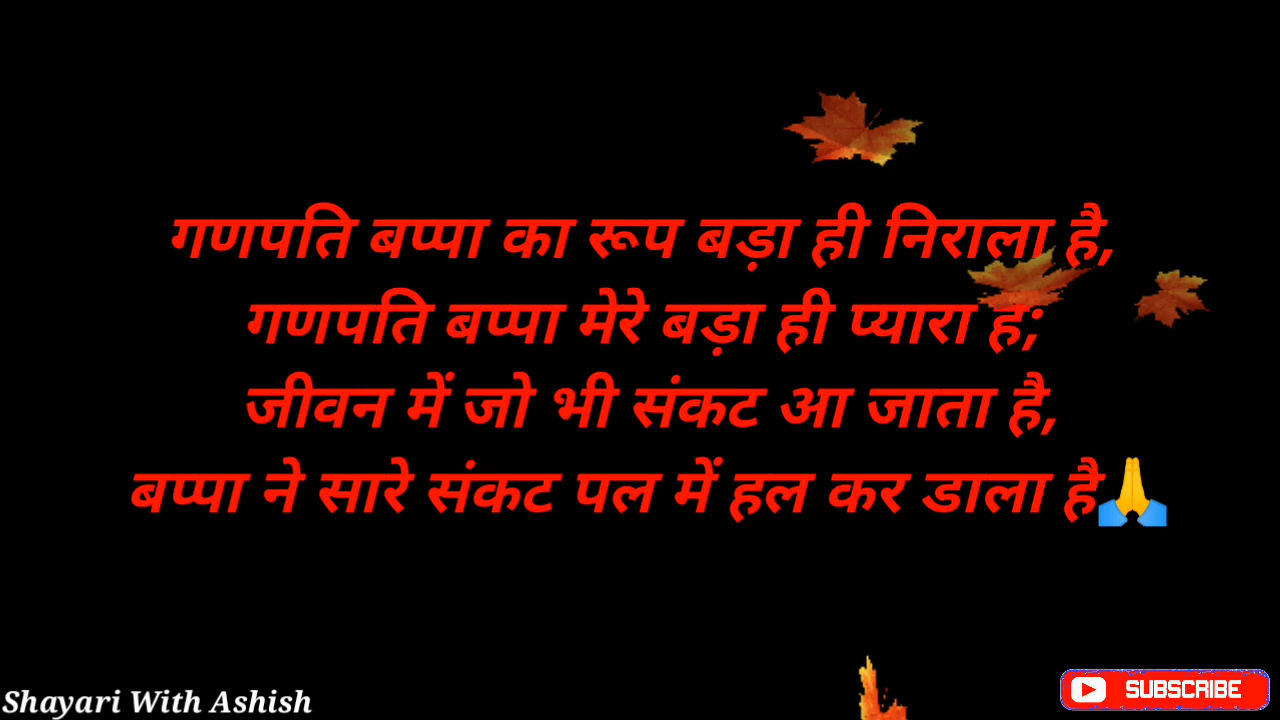 गणपति बप्पा का रूप बड़ा ही निराला है,
गणपति बप्पा मेरे बड़ा ही प्यारा है;
जीवन में जो भी संकट आ जाता है,
बप्पा ने सारे संकट पल में हल कर डाला है🙏
Shayari With Ashish
SUBSCRIBE